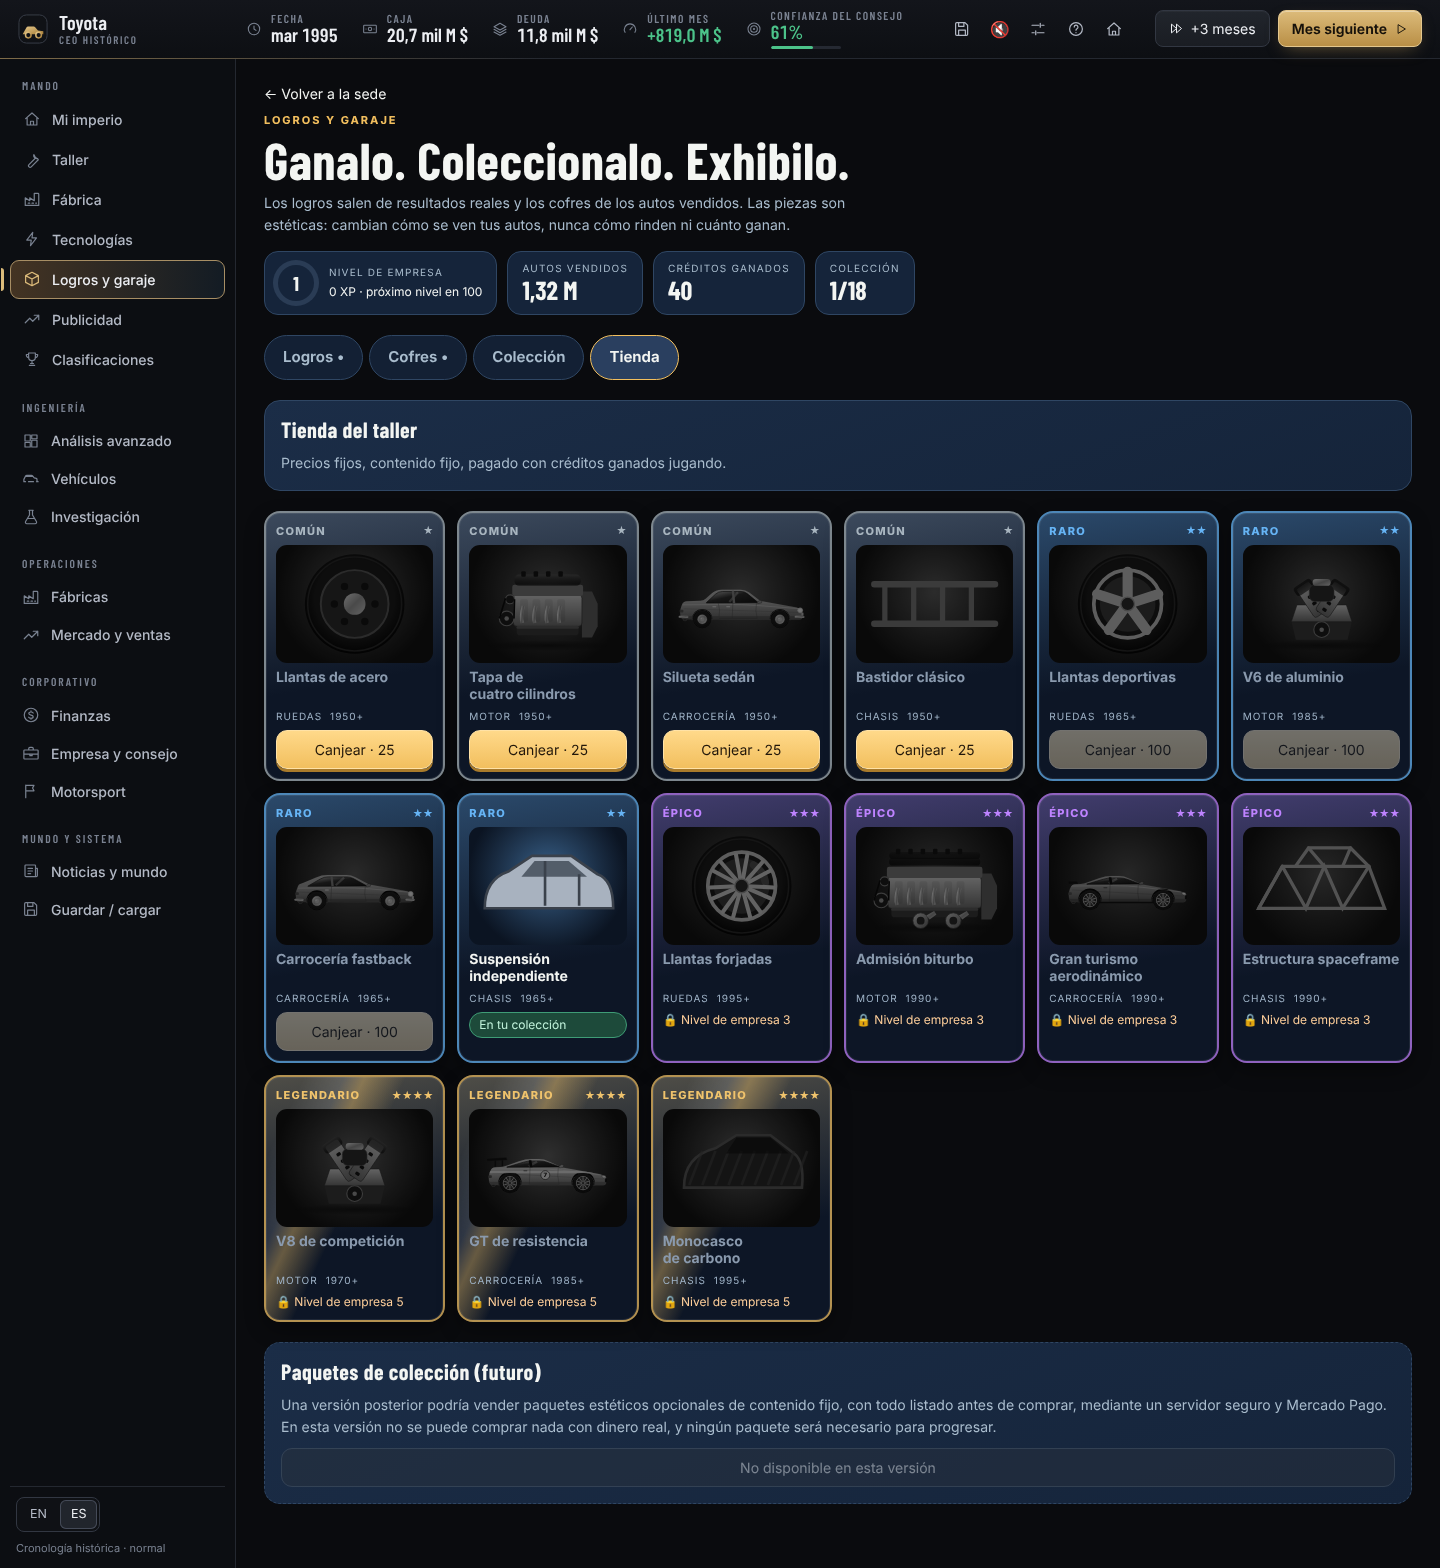 Toyota
CEO HISTÓRICO
FECHA
mar 1995
CAJA
20,7 mil M $
DEUDA
11,8 mil M $
ÚLTIMO MES
+819,0 M $
CONFIANZA DEL CONSEJO
61%
+3 meses
Mes siguiente
MANDO
Mi imperio
Taller
Fábrica
Tecnologías
Logros y garaje
Publicidad
Clasificaciones
INGENIERÍA
Análisis avanzado
Vehículos
Investigación
OPERACIONES
Fábricas
Mercado y ventas
CORPORATIVO
Finanzas
Empresa y consejo
Motorsport
MUNDO Y SISTEMA
Noticias y mundo
Guardar / cargar
EN
ES
Cronología histórica · normal
← Volver a la sede
LOGROS Y GARAJE
Ganalo. Coleccionalo. Exhibilo.
Los logros salen de resultados reales y los cofres de los autos vendidos. Las piezas son
estéticas: cambian cómo se ven tus autos, nunca cómo rinden ni cuánto ganan.
1
NIVEL DE EMPRESA
0 XP · próximo nivel en 100
AUTOS VENDIDOS
1,32 M
CRÉDITOS GANADOS
40
COLECCIÓN
1/18
Logros •
Cofres •
Colección
Tienda
Tienda del taller
Precios fijos, contenido fijo, pagado con créditos ganados jugando.
COMÚN ★
Llantas de acero
RUEDAS 1950+
Canjear · 25
COMÚN ★
Tapa de
cuatro cilindros
MOTOR 1950+
Canjear · 25
COMÚN ★
Silueta sedán
CARROCERÍA 1950+
Canjear · 25
COMÚN ★
Bastidor clásico
CHASIS 1950+
Canjear · 25
RARO ★★
Llantas deportivas
RUEDAS 1965+
Canjear · 100
RARO ★★
V6 de aluminio
MOTOR 1985+
Canjear · 100
RARO ★★
Carrocería fastback
CARROCERÍA 1965+
Canjear · 100
RARO ★★
Suspensión
independiente
CHASIS 1965+
En tu colección
ÉPICO ★★★
Llantas forjadas
RUEDAS 1995+
🔒 Nivel de empresa 3
ÉPICO ★★★
Admisión biturbo
MOTOR 1990+
🔒 Nivel de empresa 3
ÉPICO ★★★
Gran turismo
aerodinámico
CARROCERÍA 1990+
🔒 Nivel de empresa 3
ÉPICO ★★★
Estructura spaceframe
CHASIS 1990+
🔒 Nivel de empresa 3
LEGENDARIO ★★★★
V8 de competición
MOTOR 1970+
🔒 Nivel de empresa 5
LEGENDARIO ★★★★
GT de resistencia
CARROCERÍA 1985+
🔒 Nivel de empresa 5
LEGENDARIO ★★★★
Monocasco
de carbono
CHASIS 1995+
🔒 Nivel de empresa 5
Paquetes de colección (futuro)
Una versión posterior podría vender paquetes estéticos opcionales de contenido fijo, con todo listado antes de comprar, mediante un servidor seguro y Mercado Pago.
En esta versión no se puede comprar nada con dinero real, y ningún paquete será necesario para progresar.
No disponible en esta versión